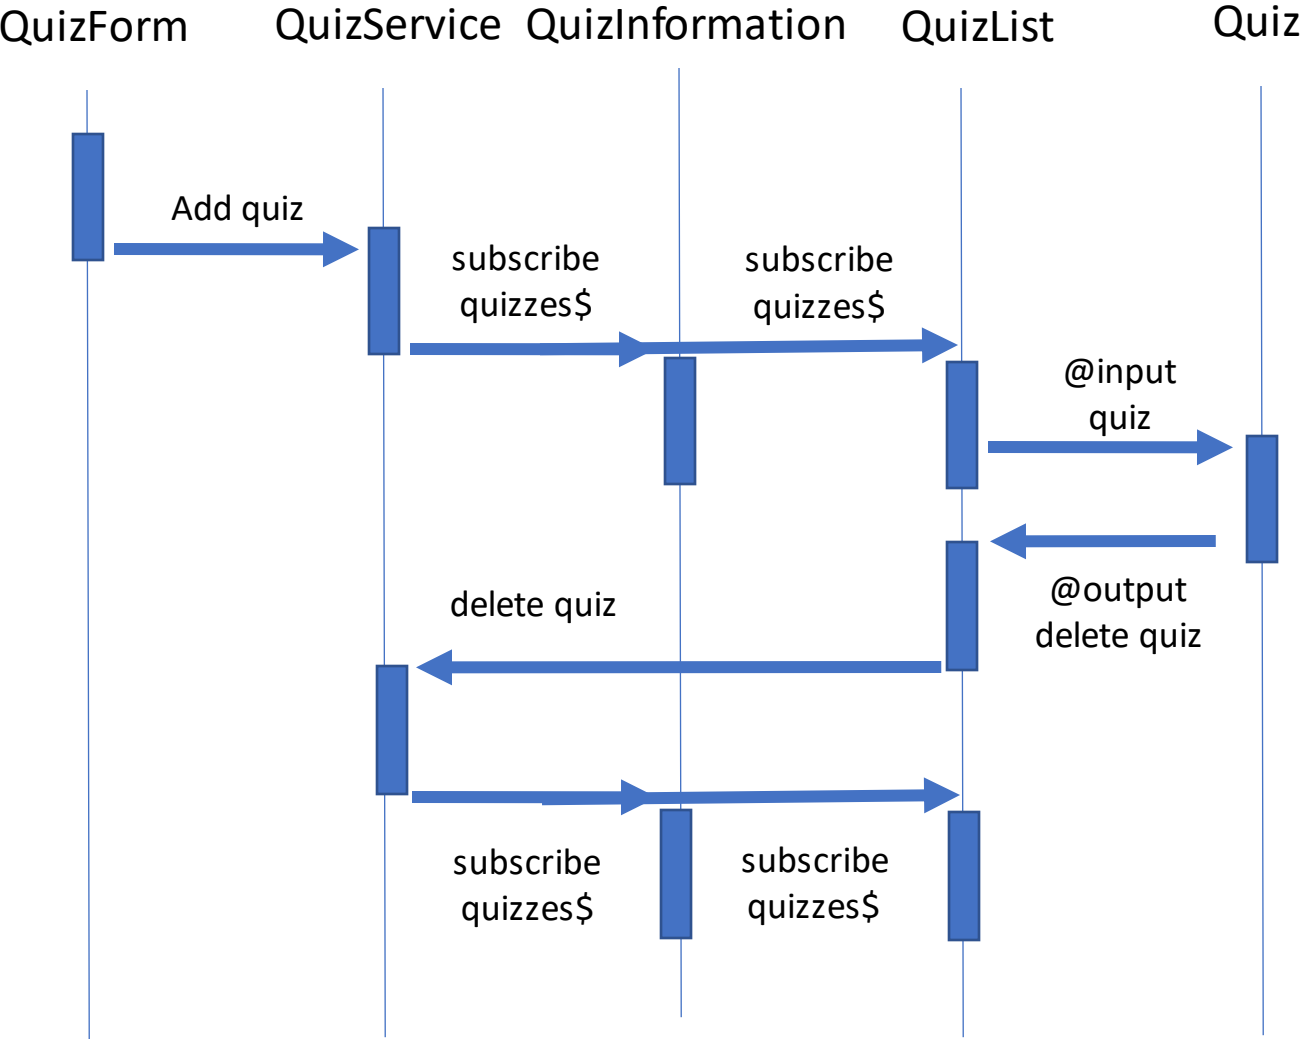 QuizForm QuizService QuizInformation QuizList Quiz
Add quiz
subscribe
quizzes$
subscribe
quizzes$
@input
quiz
@output
delete quiz
delete quiz
subscribe
quizzes$
subscribe
quizzes$